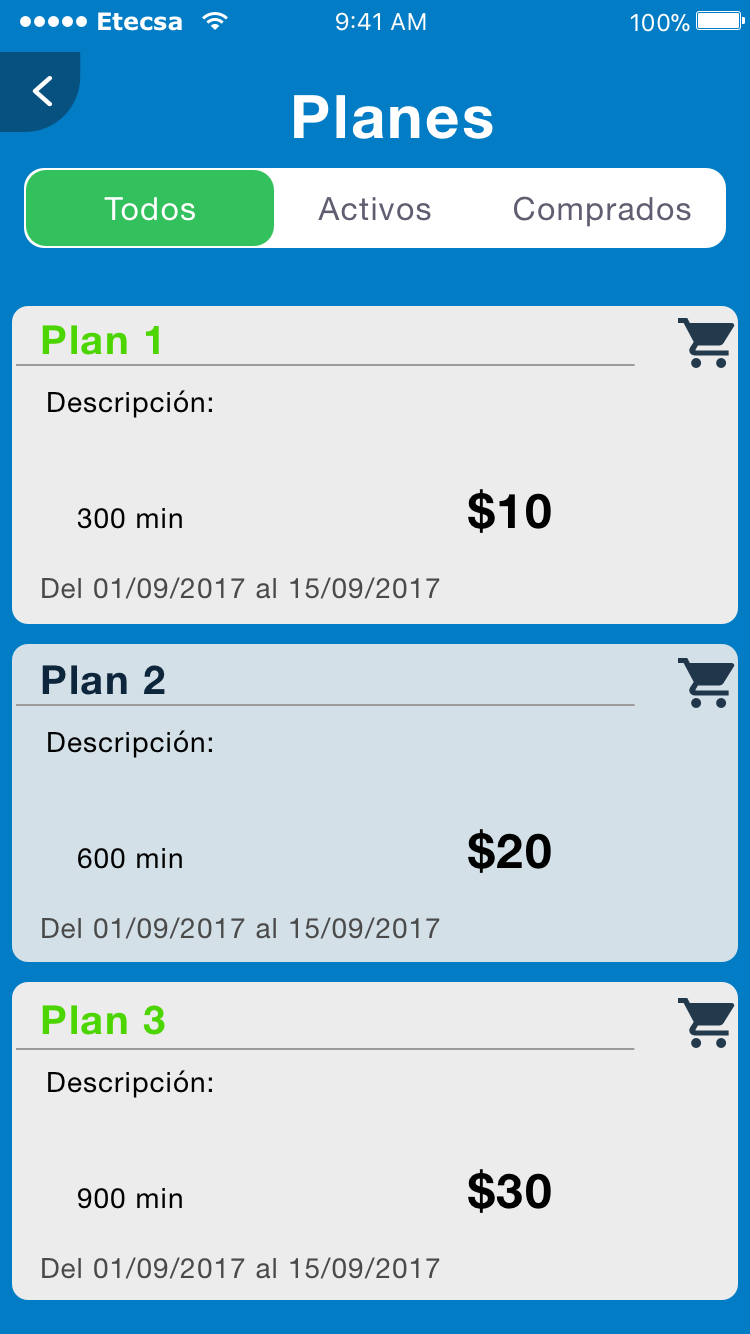 Etecsa 9:41 AM 100%
Planes
Todos Activos Comprados
Plan 1
Descripción:
300 min $10
Del 01/09/2017 al 15/09/2017
Plan 2
Descripción:
600 min $20
Del 01/09/2017 al 15/09/2017
Plan 3
Descripción:
900 min $30
Del 01/09/2017 al 15/09/2017